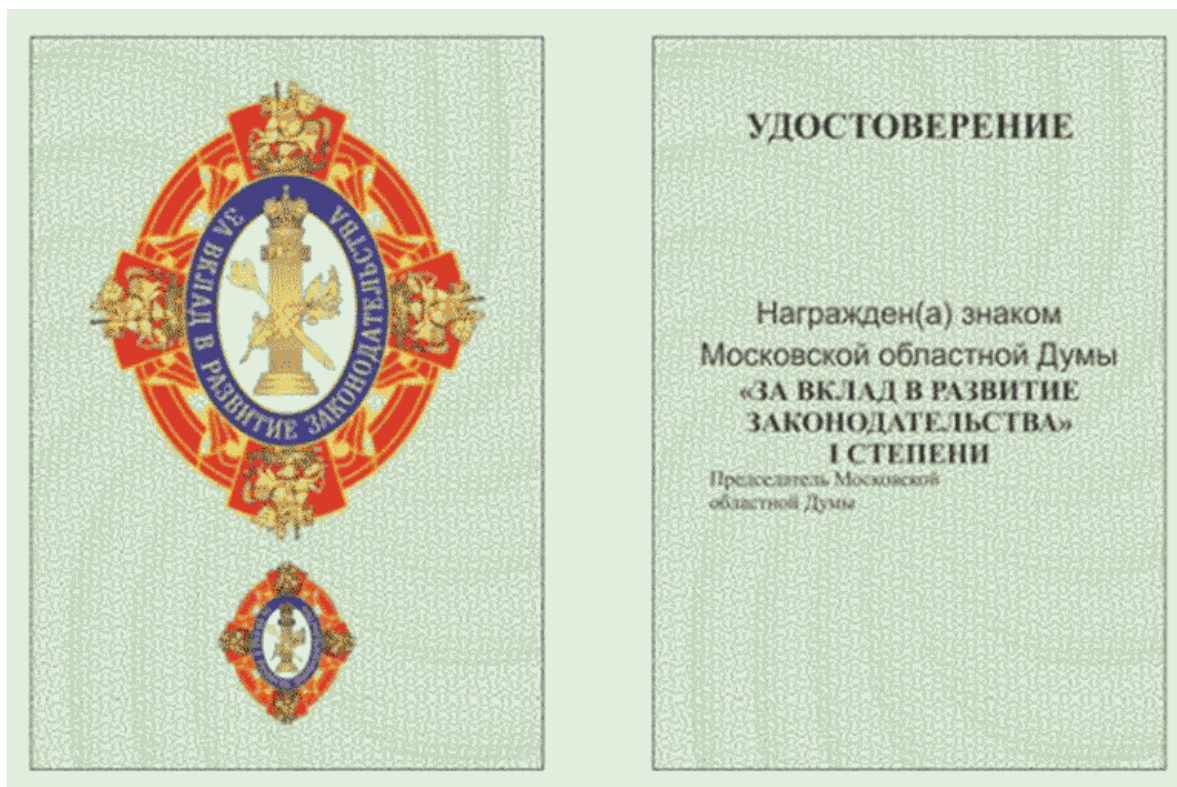 ЗА ВКЛАД В РАЗВИТИЕ ЗАКОНОДАТЕЛЬСТВА
УДОСТОВЕРЕНИЕ
Награжден(а) знаком
Московской областной Думы
«ЗА ВКЛАД В РАЗВИТИЕ
ЗАКОНОДАТЕЛЬСТВА»
I СТЕПЕНИ
Председатель Московской
областной Думы